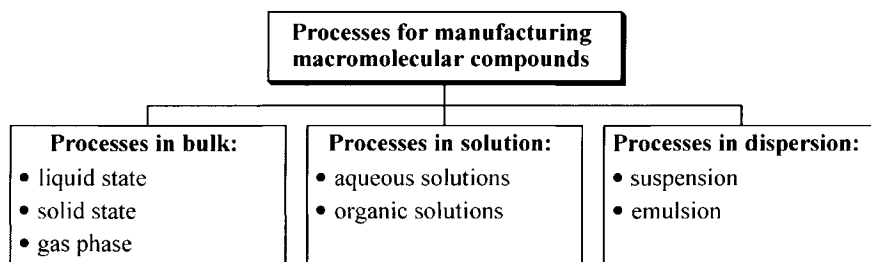 Processes for manufacturing
macromolecular compounds
Processes in bulk:
• liquid state
• solid state
• gas phase
Processes in solution:
• aqueous solutions
• organic solutions
Processes in dispersion:
• suspension
• emulsion